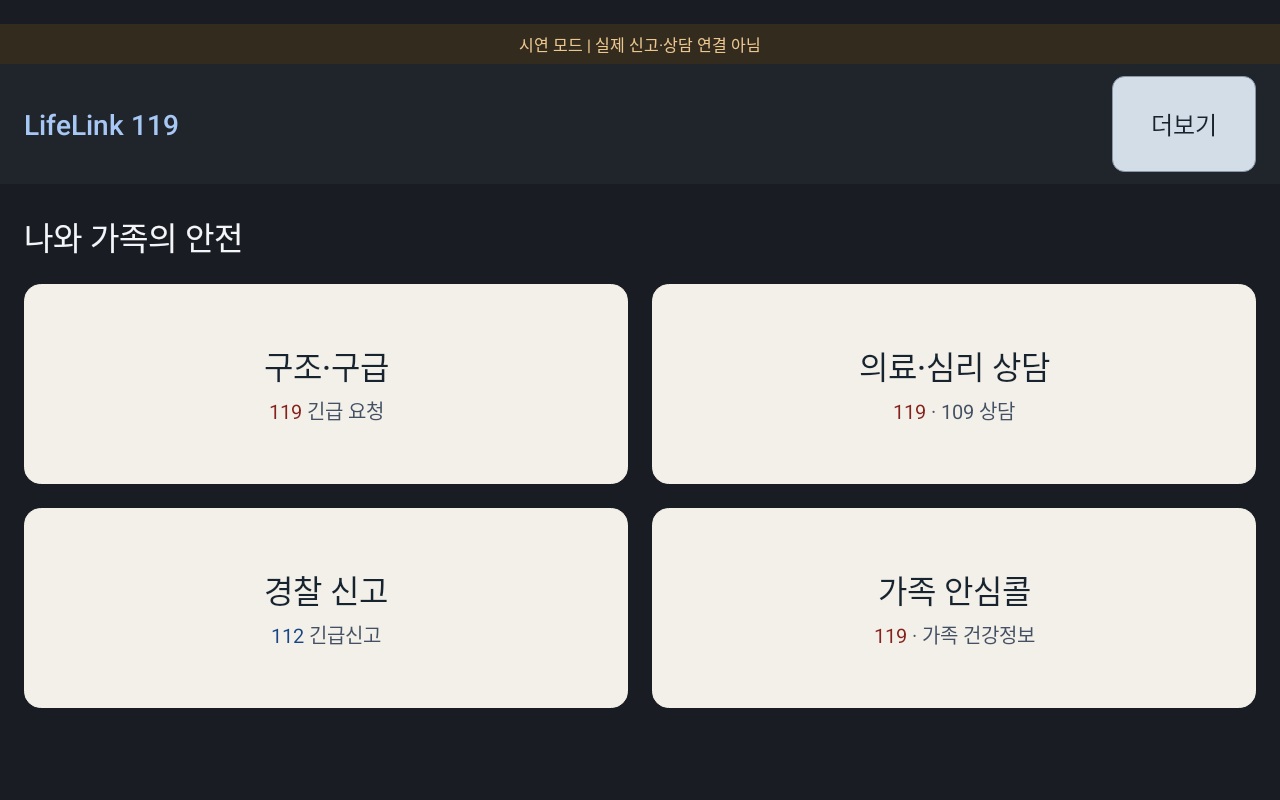 시연 모드 | 실제 신고·상담 연결 아님
LifeLink 119
더보기
나와 가족의 안전
구조·구급
119 긴급 요청
의료·심리 상담
119 · 109 상담
경찰 신고
112 긴급신고
가족 안심콜
119 · 가족 건강정보